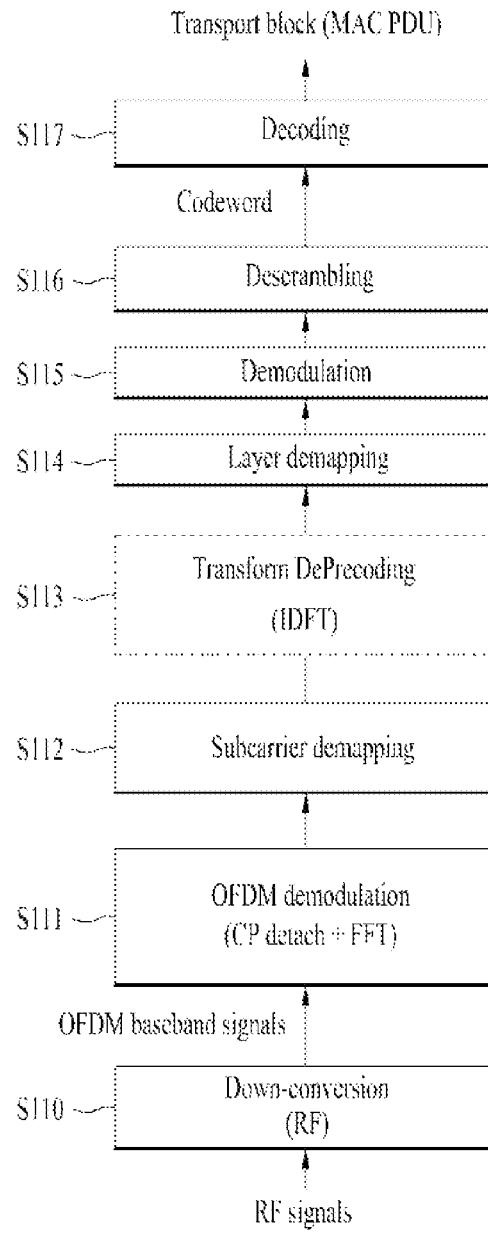 Transport block (MAC PDU)
S117
Decoding
Codeword
S116
Descrambling
S115
Demodulation
S114
Layer demapping
S113
Transform DePrecoding
(IDFT)
S112
Subcarrier demapping
S111
OFDM demodulation
(CP detach + FFT)
OFDM baseband signals
S110
Down-conversion
(RF)
RF signals